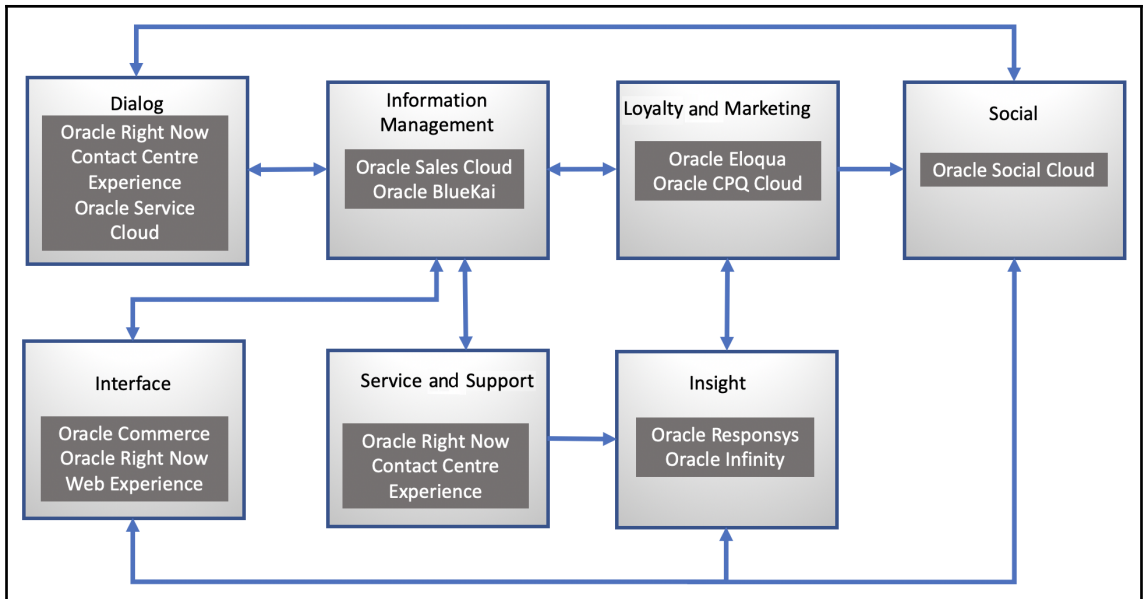 Dialog
Oracle Right Now
Contact Centre
Experience
Oracle Service
Cloud
Information
Management
Oracle Sales Cloud
Oracle BlueKai
Loyalty and Marketing
Oracle Eloqua
Oracle CPQ Cloud
Social
Oracle Social Cloud
Interface
Oracle Commerce
Oracle Right Now
Web Experience
Service and Support
Oracle Right Now
Contact Centre
Experience
Insight
Oracle Responsys
Oracle Infinity